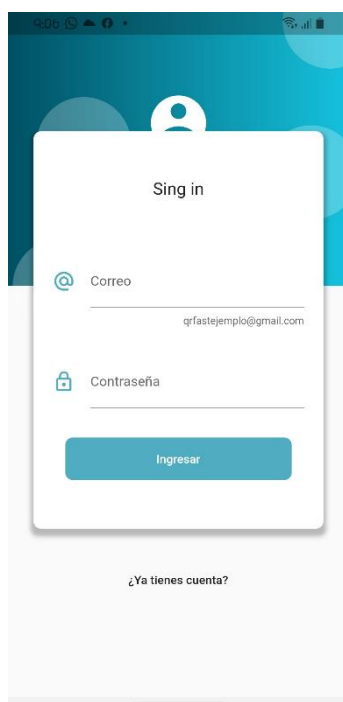 9:06
Sing in
Correo
qrfastejemplo@gmail.com
Contraseña
Ingresar
¿Ya tienes cuenta?